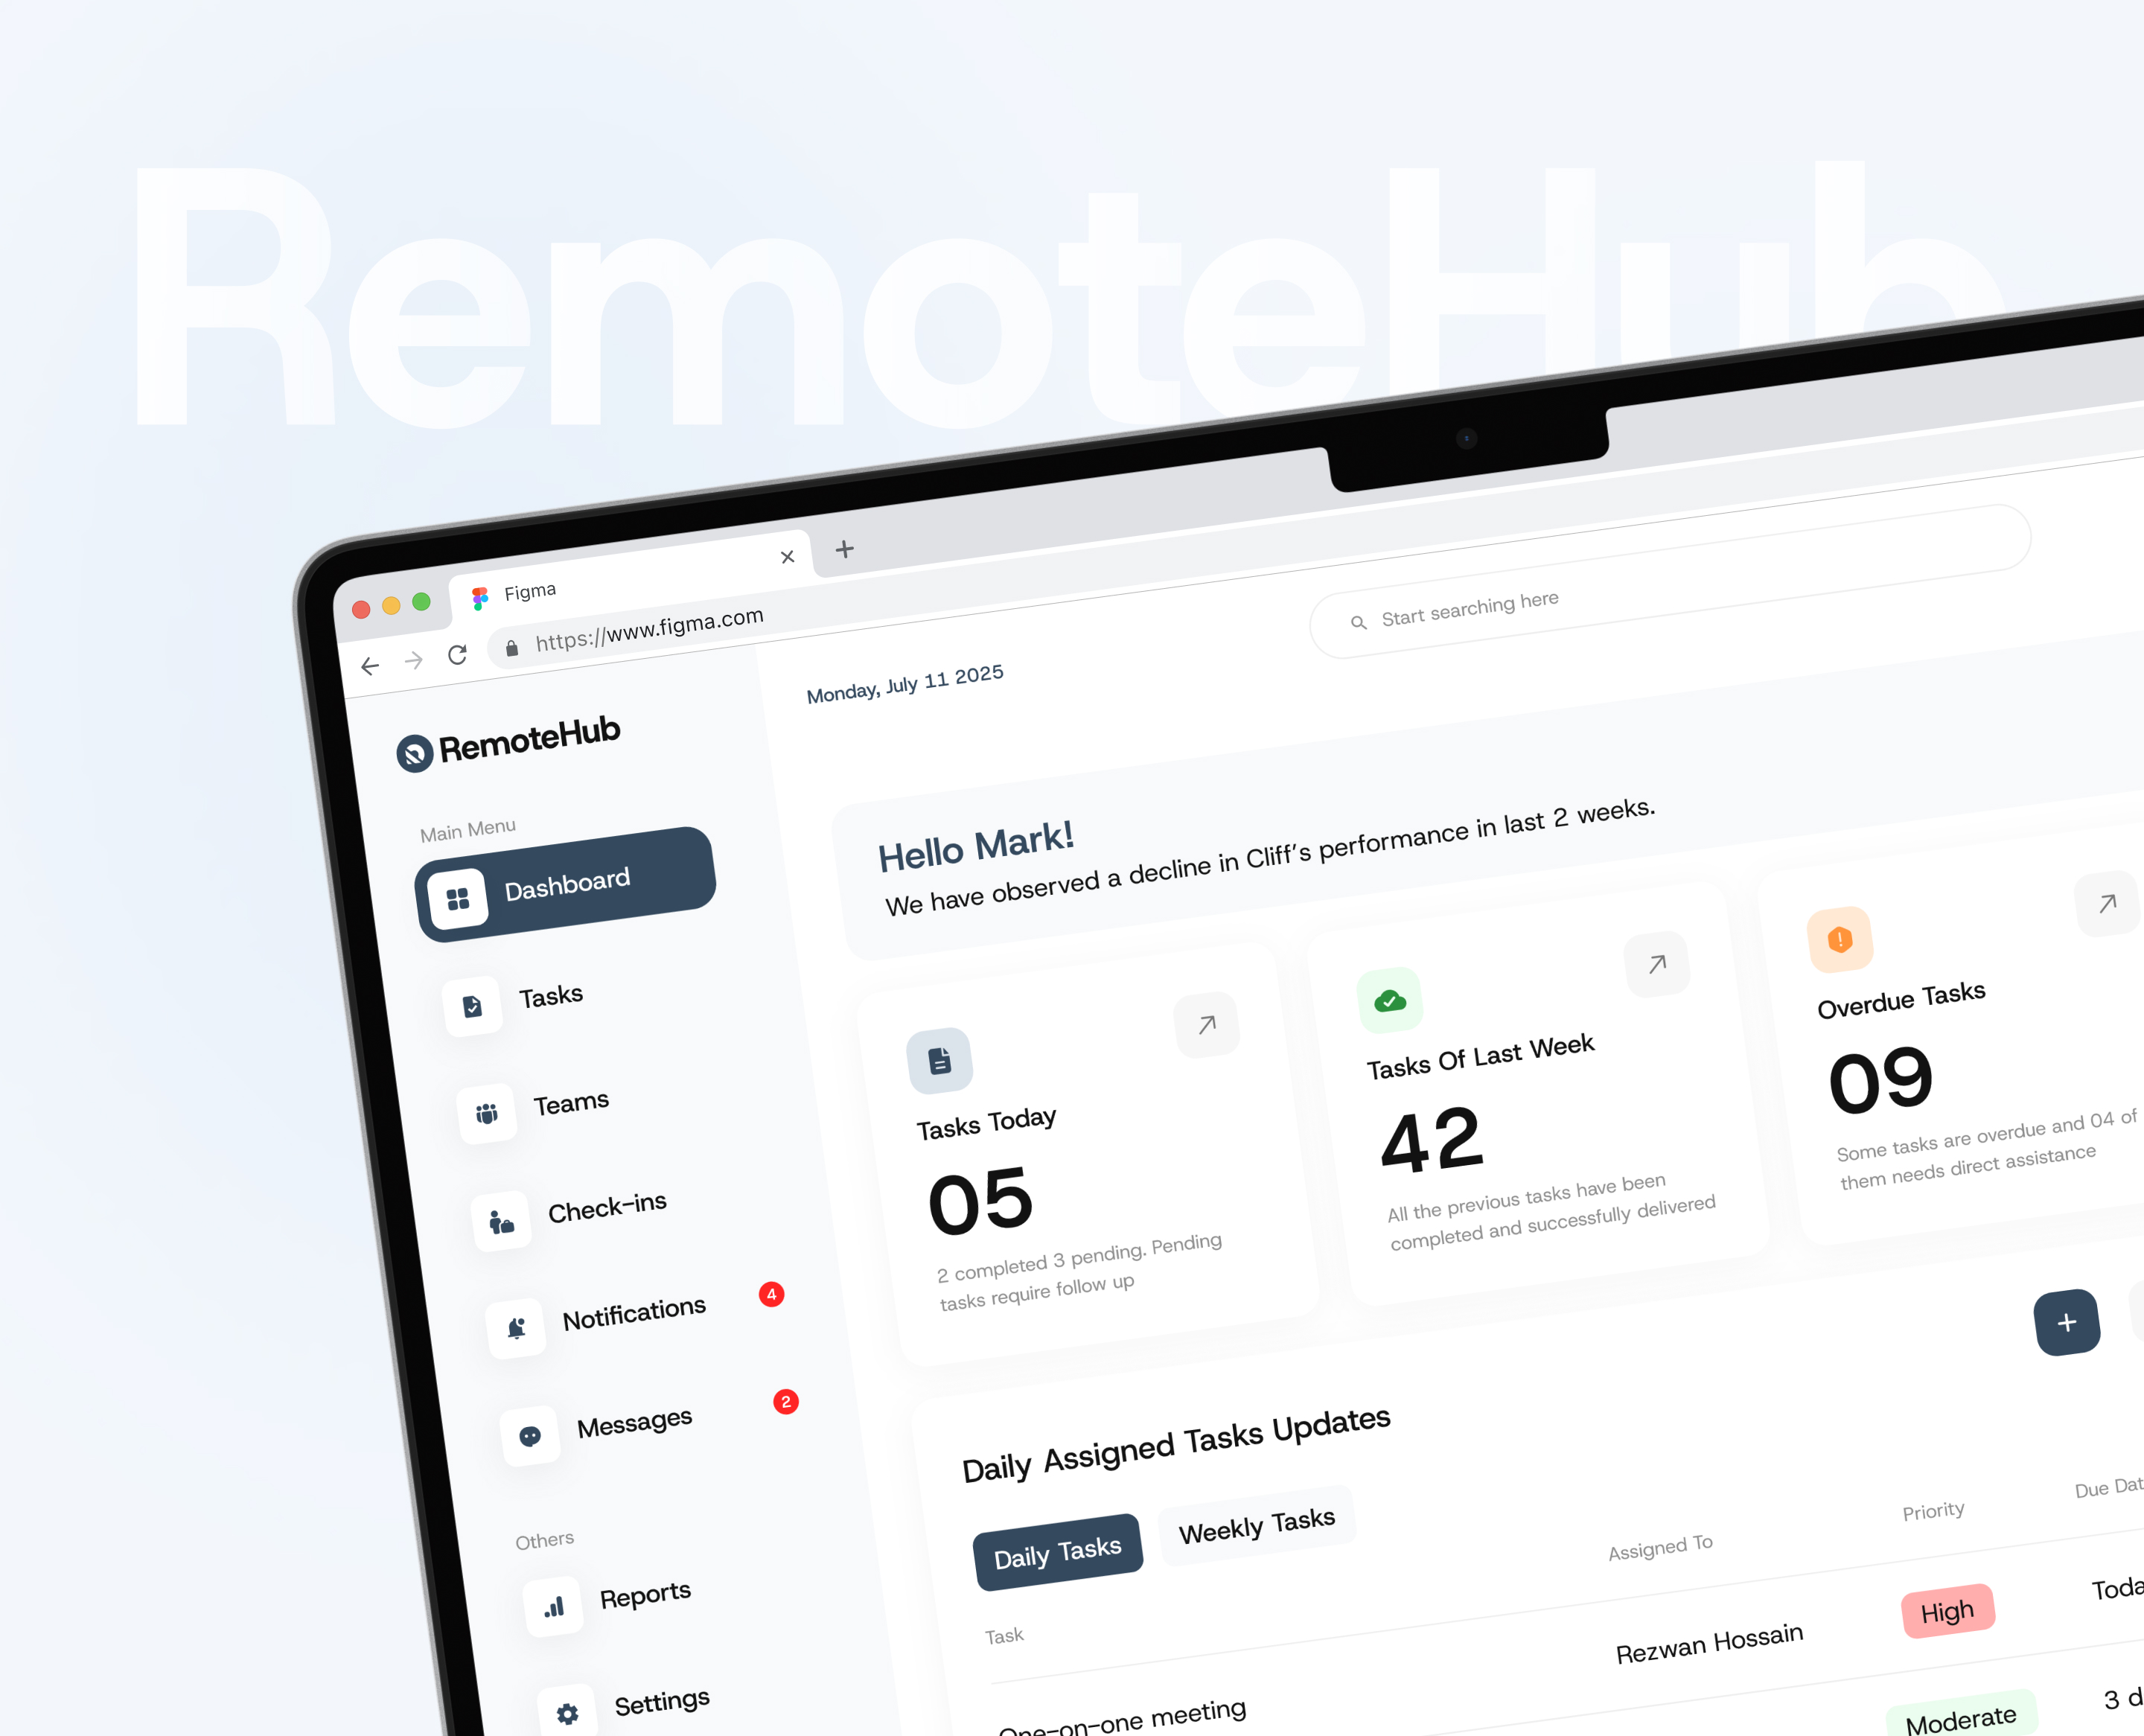 RemoteHub
Figma
https://www.figma.com
RemoteHub
Main Menu
Dashboard
Tasks
Teams
Check-ins
Notifications
4
Messages
2
Others
Reports
Settings
Monday, July 11 2025
Start searching here
Hello Mark!
We have observed a decline in Cliff's performance in last 2 weeks.
Tasks Today
05
2 completed 3 pending. Pending
tasks require follow up
Tasks Of Last Week
42
All the previous tasks have been
completed and successfully delivered
Overdue Tasks
09
Some tasks are overdue and 04 of
them needs direct assistance
Daily Assigned Tasks Updates
Daily Tasks
Weekly Tasks
Task
Assigned To
Priority
Due Dat
One-on-one meeting
Rezwan Hossain
High
Toda
Moderate
3 d